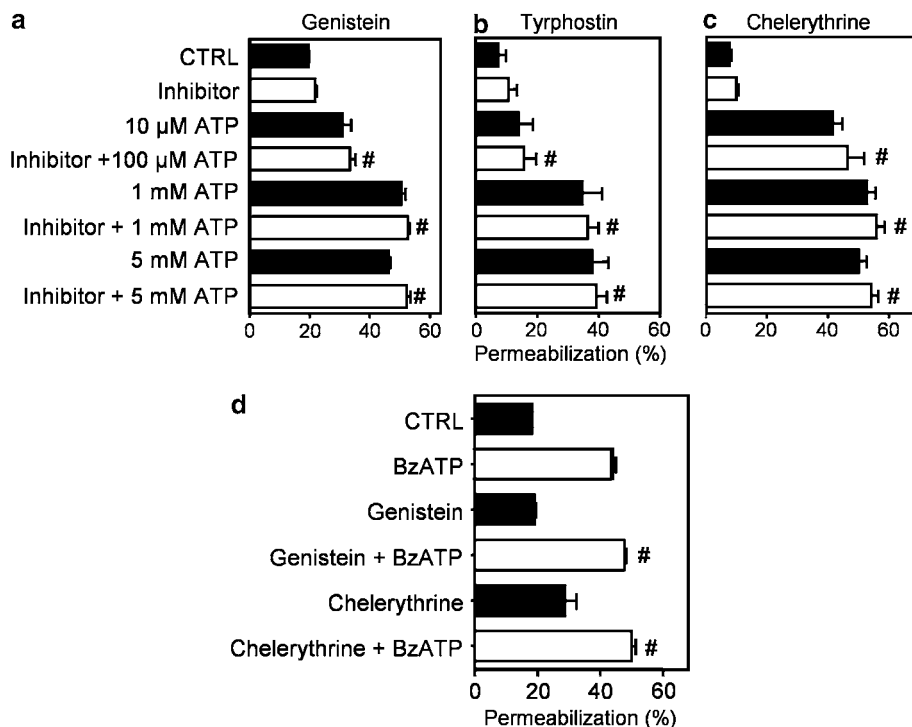 a Genistein b Tyrphostin c Chelerythrine
CTRL
Inhibitor
10 µM ATP
Inhibitor +100 µM ATP #  #  #
1 mM ATP
Inhibitor + 1 mM ATP #  #  #
5 mM ATP
Inhibitor + 5 mM ATP #  #  #
0 20 40 60 0 20 40 60 0 20 40 60
Permeabilization (%)
d
CTRL
BzATP
Genistein
Genistein + BzATP #
Chelerythrine
Chelerythrine + BzATP #
0 20 40 60
Permeabilization (%)